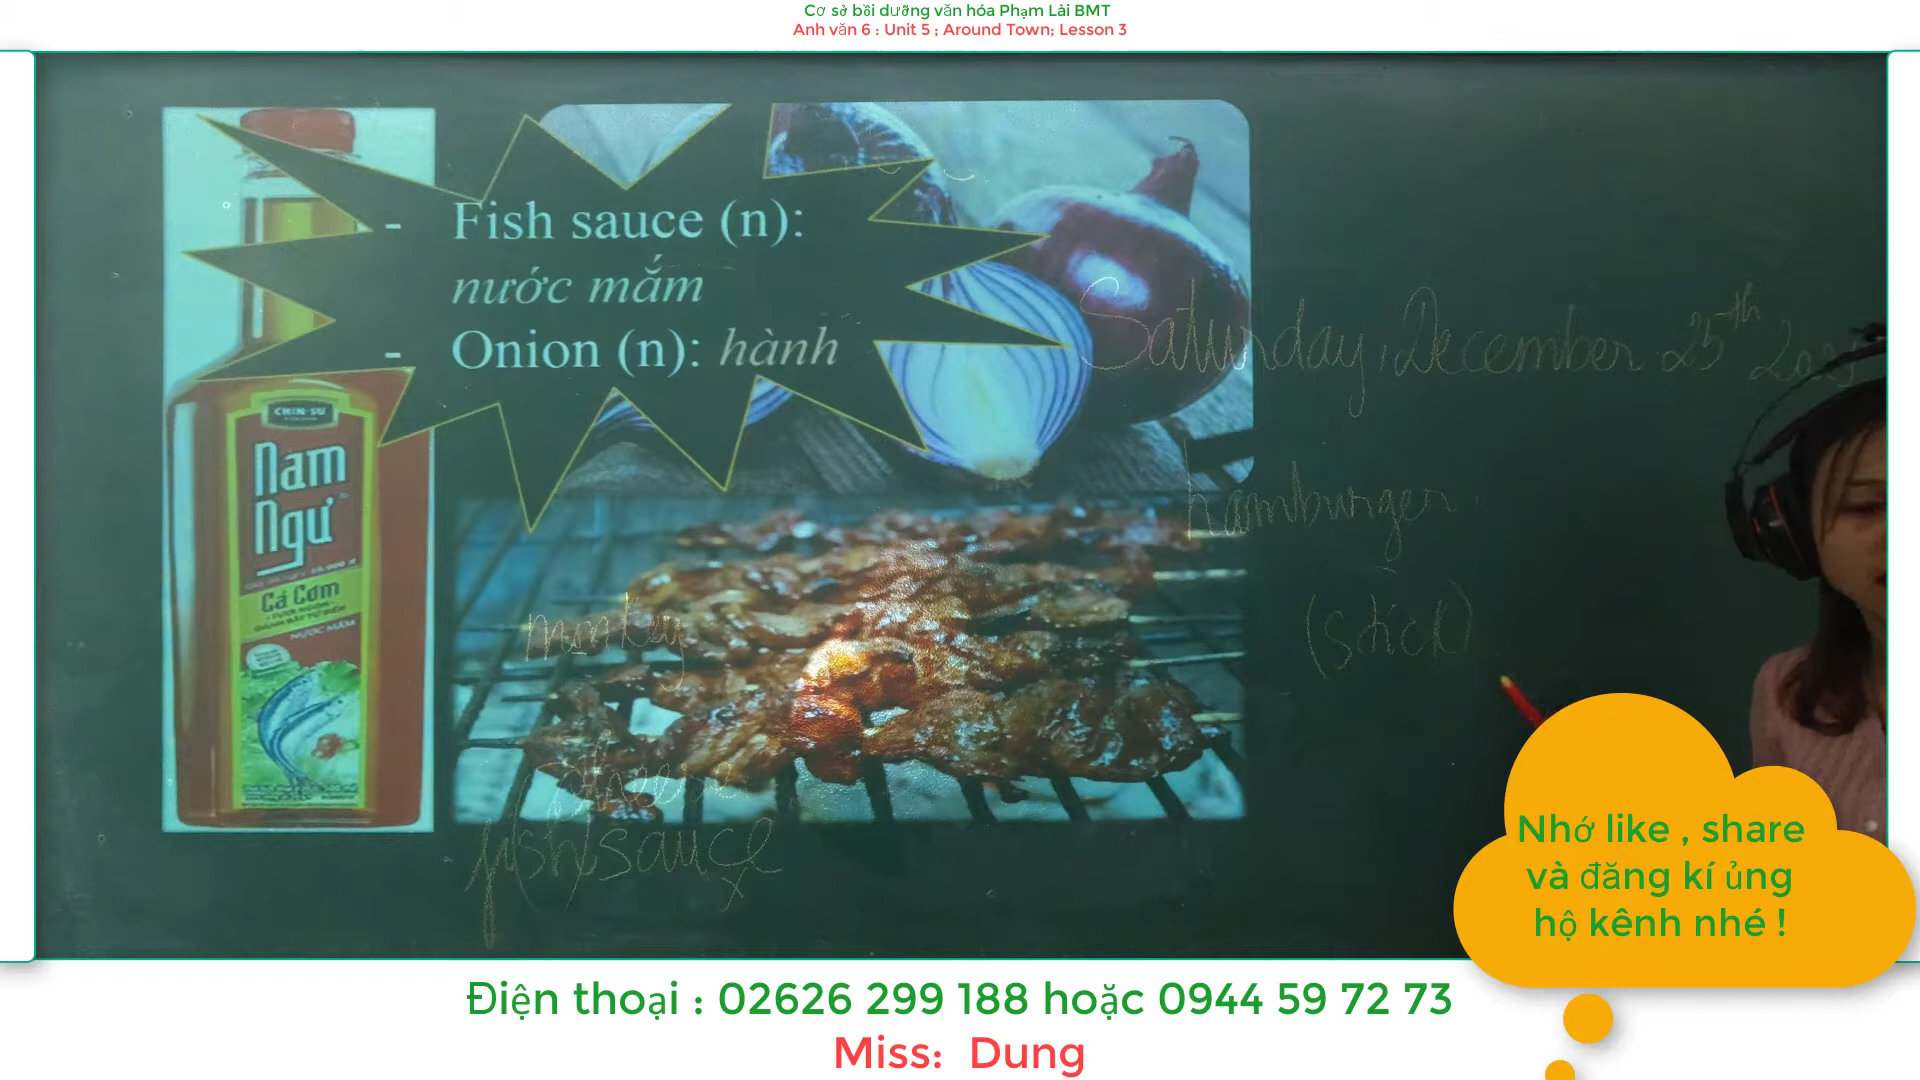 Cơ sở bồi dưỡng văn hóa Phạm Lài BMT
Anh văn 6 : Unit 5 ; Around Town; Lesson 3
- Fish sauce (n):
nước mắm
- Onion (n): hành
Saturday, December 25th
hamburger
(stick)
CHIN-SU
Nam
Ngư
Cá Cơm
NƯỚC MẮM
monkey
fish sauce
Nhớ like , share
và đăng kí ủng
hộ kênh nhé !
Điện thoại : 02626 299 188 hoặc 0944 59 72 73
Miss: Dung